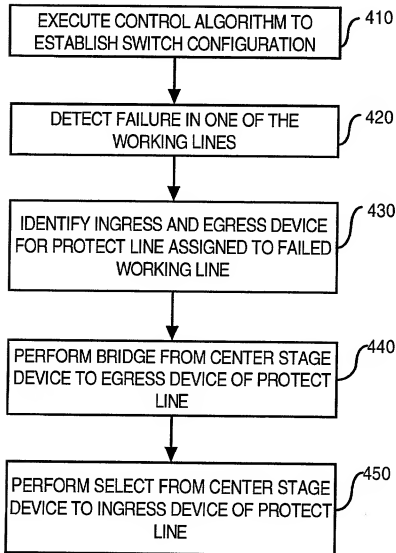 EXECUTE CONTROL ALGORITHM TO
ESTABLISH SWITCH CONFIGURATION
410
DETECT FAILURE IN ONE OF THE
WORKING LINES
420
IDENTIFY INGRESS AND EGRESS DEVICE
FOR PROTECT LINE ASSIGNED TO FAILED
WORKING LINE
430
PERFORM BRIDGE FROM CENTER STAGE
DEVICE TO EGRESS DEVICE OF PROTECT
LINE
440
PERFORM SELECT FROM CENTER STAGE
DEVICE TO INGRESS DEVICE OF PROTECT
LINE
450